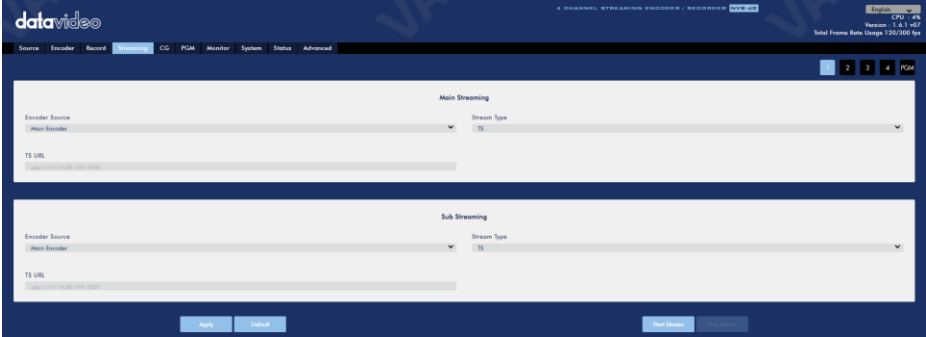 4 CHANNEL STREAMING ENCODER / RECORDER NVS-40
English
datavideo
CPU : 4%
Version : 1.6.1 v07
Total Frame Rate Usage 120/300 fps
Source Encoder Record Streaming CG PGM Monitor System Status Advanced
1 2 3 4 PGM
Main Streaming
Encoder Source Stream Type
Main Encoder TS
TS URL
Sub Streaming
Encoder Source Stream Type
Main Encoder TS
TS URL
Apply Default Start Stream Stop Stream